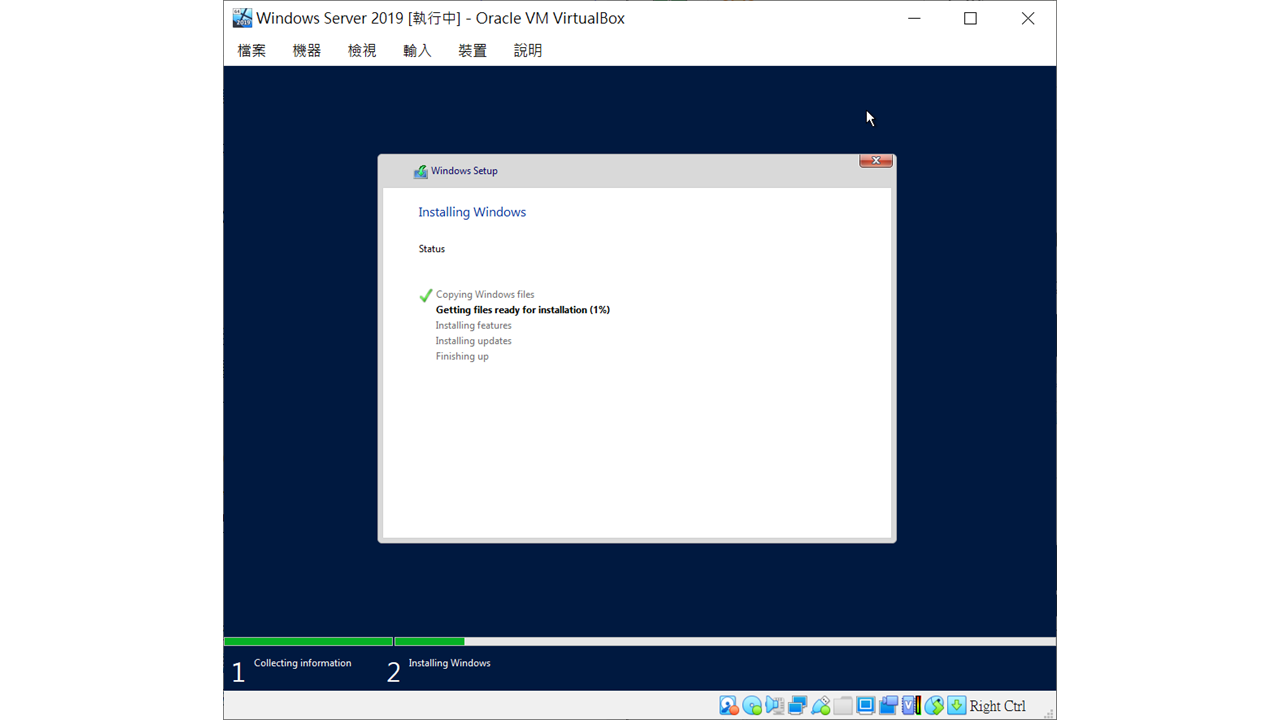 Windows Server 2019 [執行中] - Oracle VM VirtualBox
檔案 機器 檢視 輸入 裝置 說明
Windows Setup
Installing Windows
Status
Copying Windows files
Getting files ready for installation (1%)
Installing features
Installing updates
Finishing up
1 Collecting information 2 Installing Windows
Right Ctrl